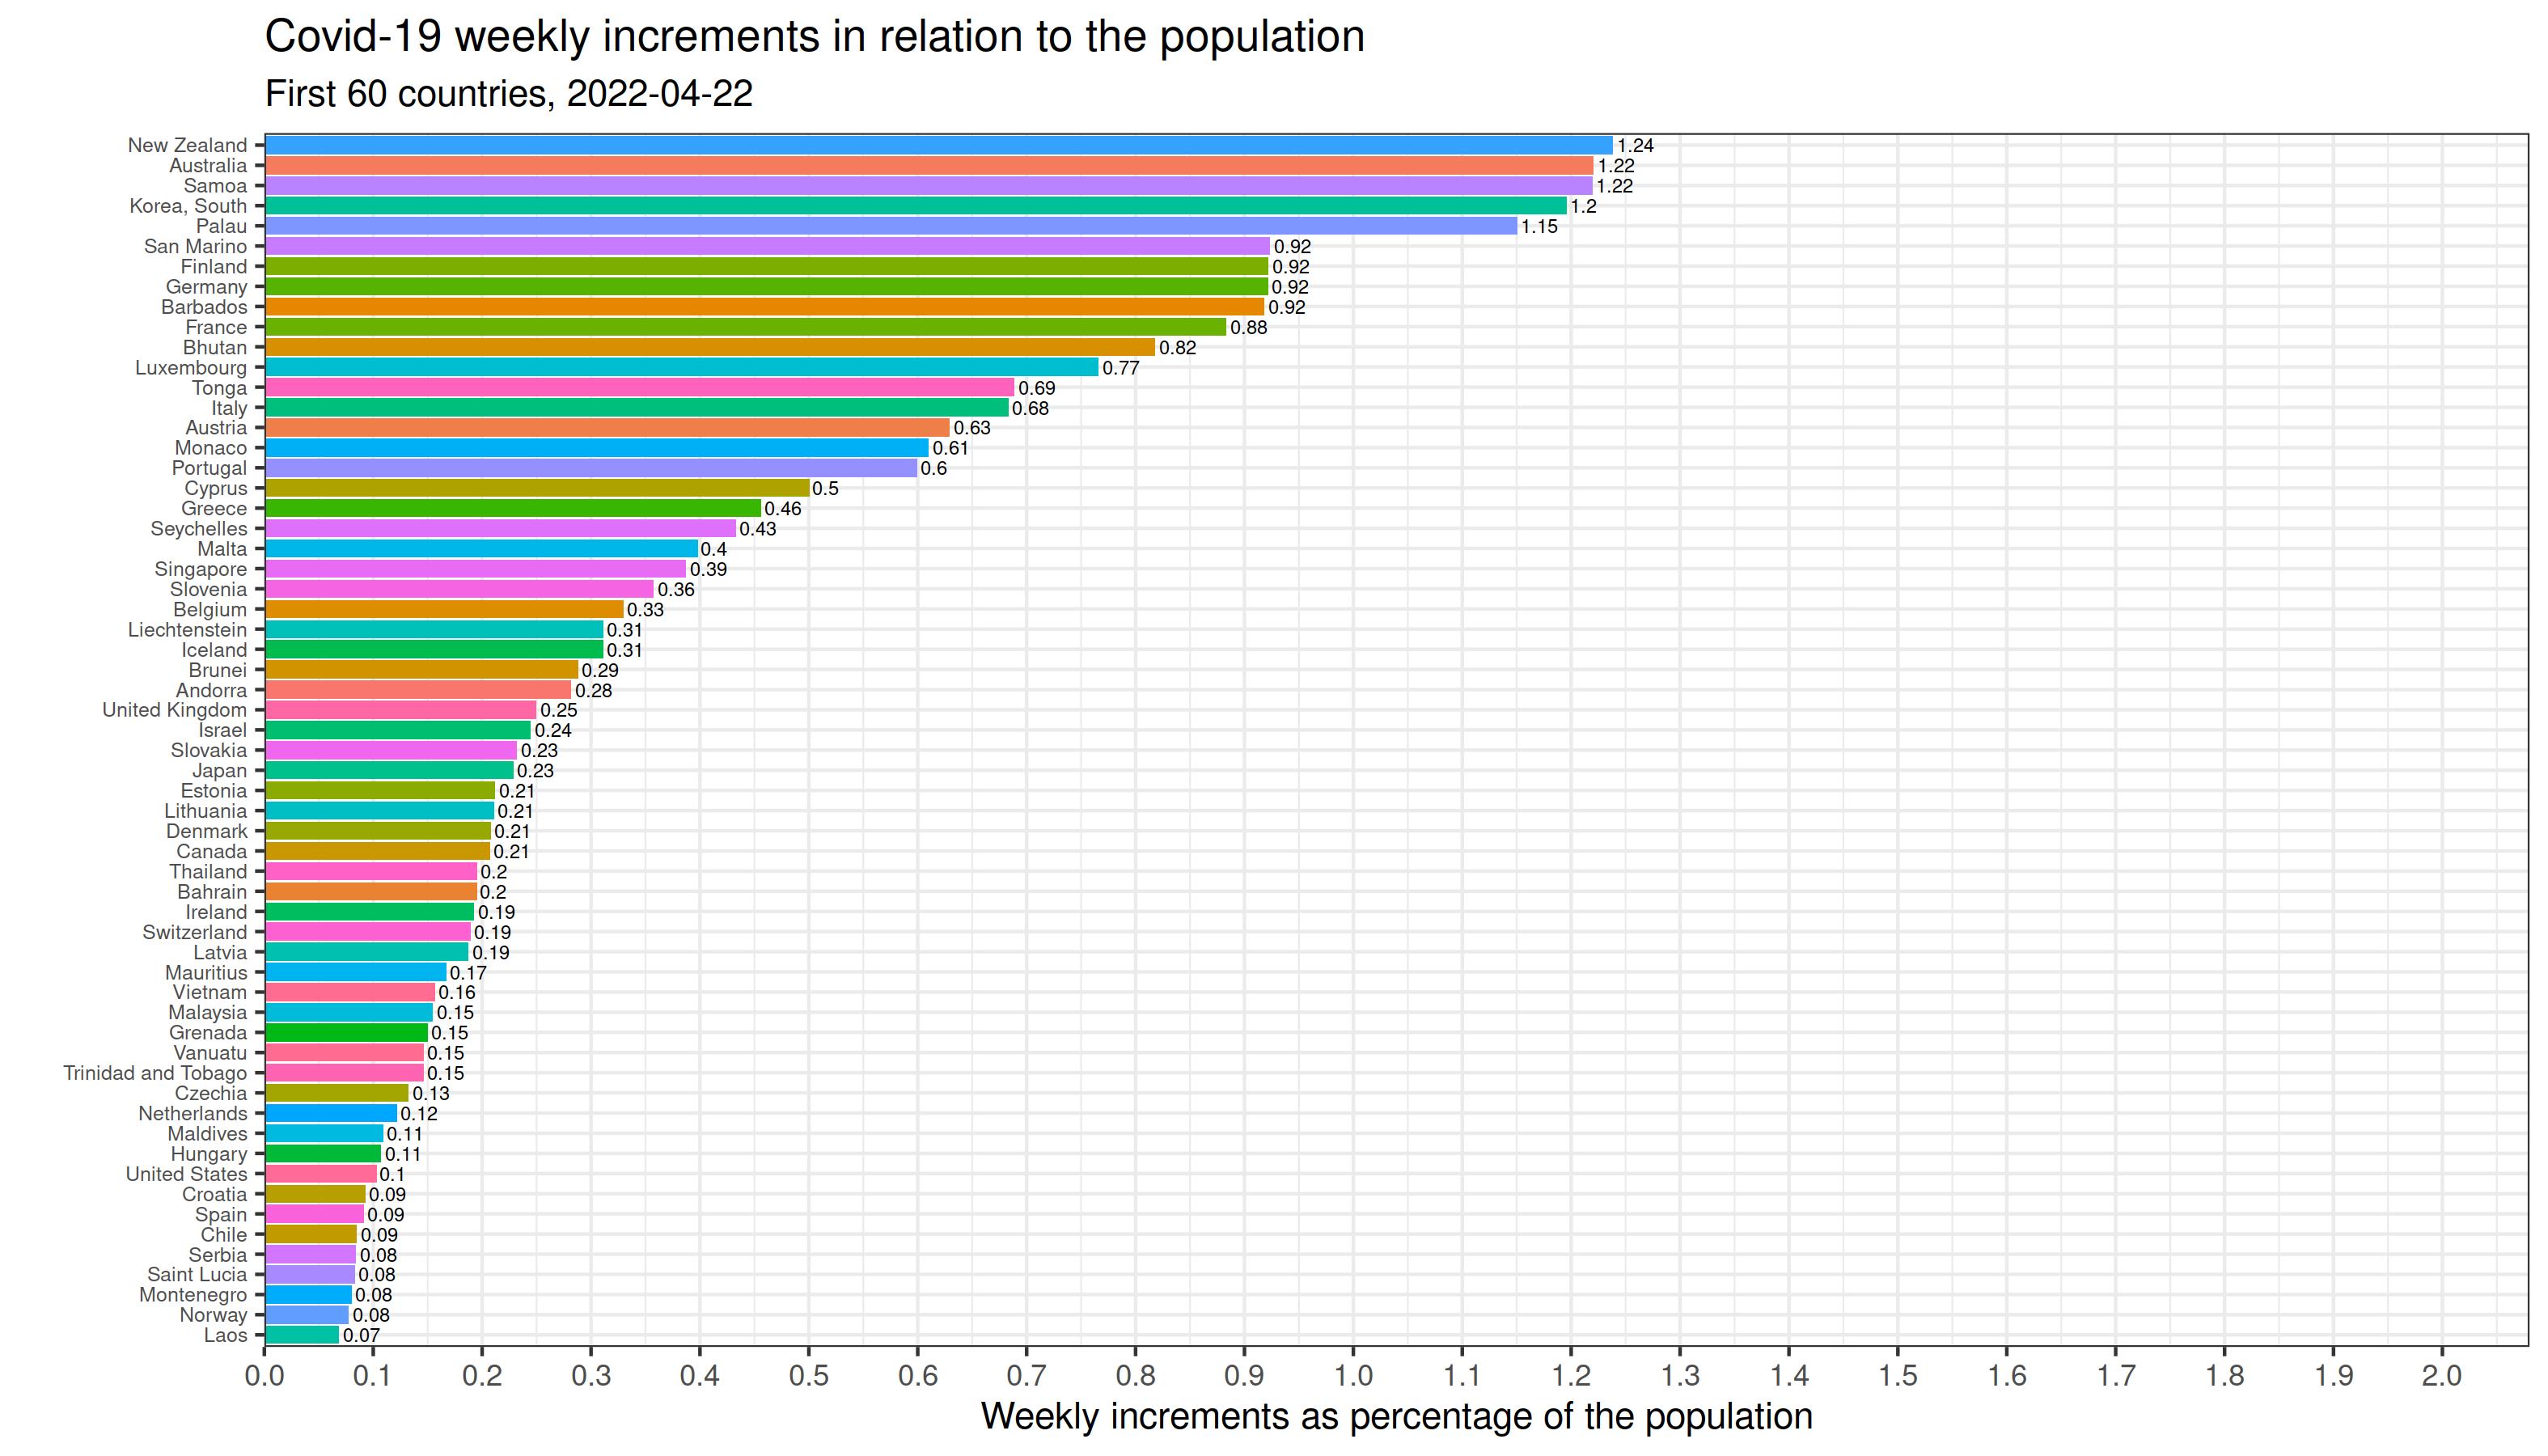 Covid-19 weekly increments in relation to the population
First 60 countries, 2022-04-22
New Zealand 1.24
Australia 1.22
Samoa 1.22
Korea, South 1.2
Palau 1.15
San Marino 0.92
Finland 0.92
Germany 0.92
Barbados 0.92
France 0.88
Bhutan 0.82
Luxembourg 0.77
Tonga 0.69
Italy 0.68
Austria 0.63
Monaco 0.61
Portugal 0.6
Cyprus 0.5
Greece 0.46
Seychelles 0.43
Malta 0.4
Singapore 0.39
Slovenia 0.36
Belgium 0.33
Liechtenstein 0.31
Iceland 0.31
Brunei 0.29
Andorra 0.28
United Kingdom 0.25
Israel 0.24
Slovakia 0.23
Japan 0.23
Estonia 0.21
Lithuania 0.21
Denmark 0.21
Canada 0.21
Thailand 0.2
Bahrain 0.2
Ireland 0.19
Switzerland 0.19
Latvia 0.19
Mauritius 0.17
Vietnam 0.16
Malaysia 0.15
Grenada 0.15
Vanuatu 0.15
Trinidad and Tobago 0.15
Czechia 0.13
Netherlands 0.12
Maldives 0.11
Hungary 0.11
United States 0.1
Croatia 0.09
Spain 0.09
Chile 0.09
Serbia 0.08
Saint Lucia 0.08
Montenegro 0.08
Norway 0.08
Laos 0.07
0.0 0.1 0.2 0.3 0.4 0.5 0.6 0.7 0.8 0.9 1.0 1.1 1.2 1.3 1.4 1.5 1.6 1.7 1.8 1.9 2.0
Weekly increments as percentage of the population